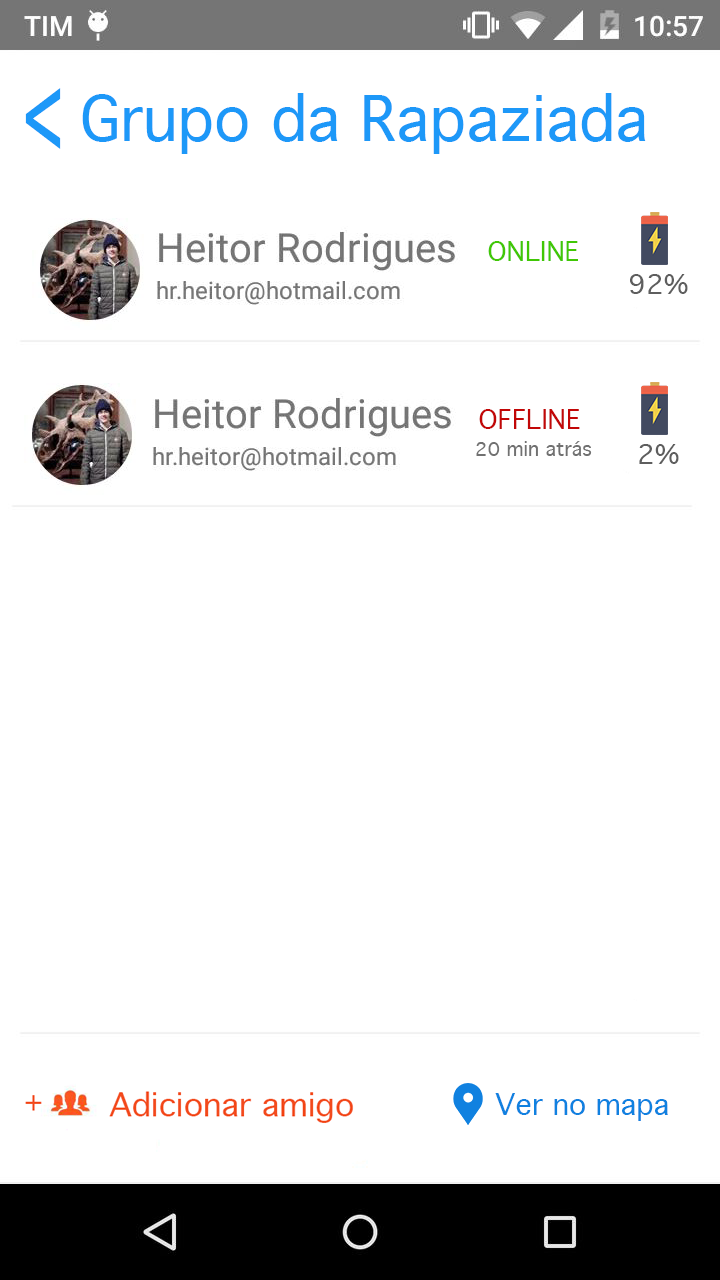 TIM 10:57
Grupo da Rapaziada
Heitor Rodrigues ONLINE
hr.heitor@hotmail.com 92%
Heitor Rodrigues OFFLINE
hr.heitor@hotmail.com 20 min atrás 2%
+ Adicionar amigo Ver no mapa